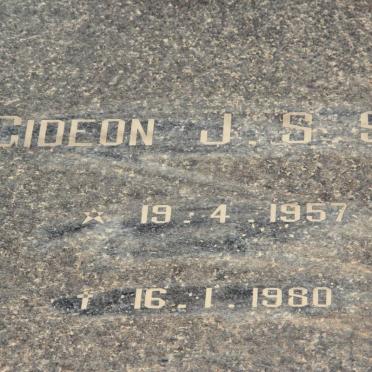 GIDEON J. S. S
☆ 19. 4. 1957
† 16. 1. 1980